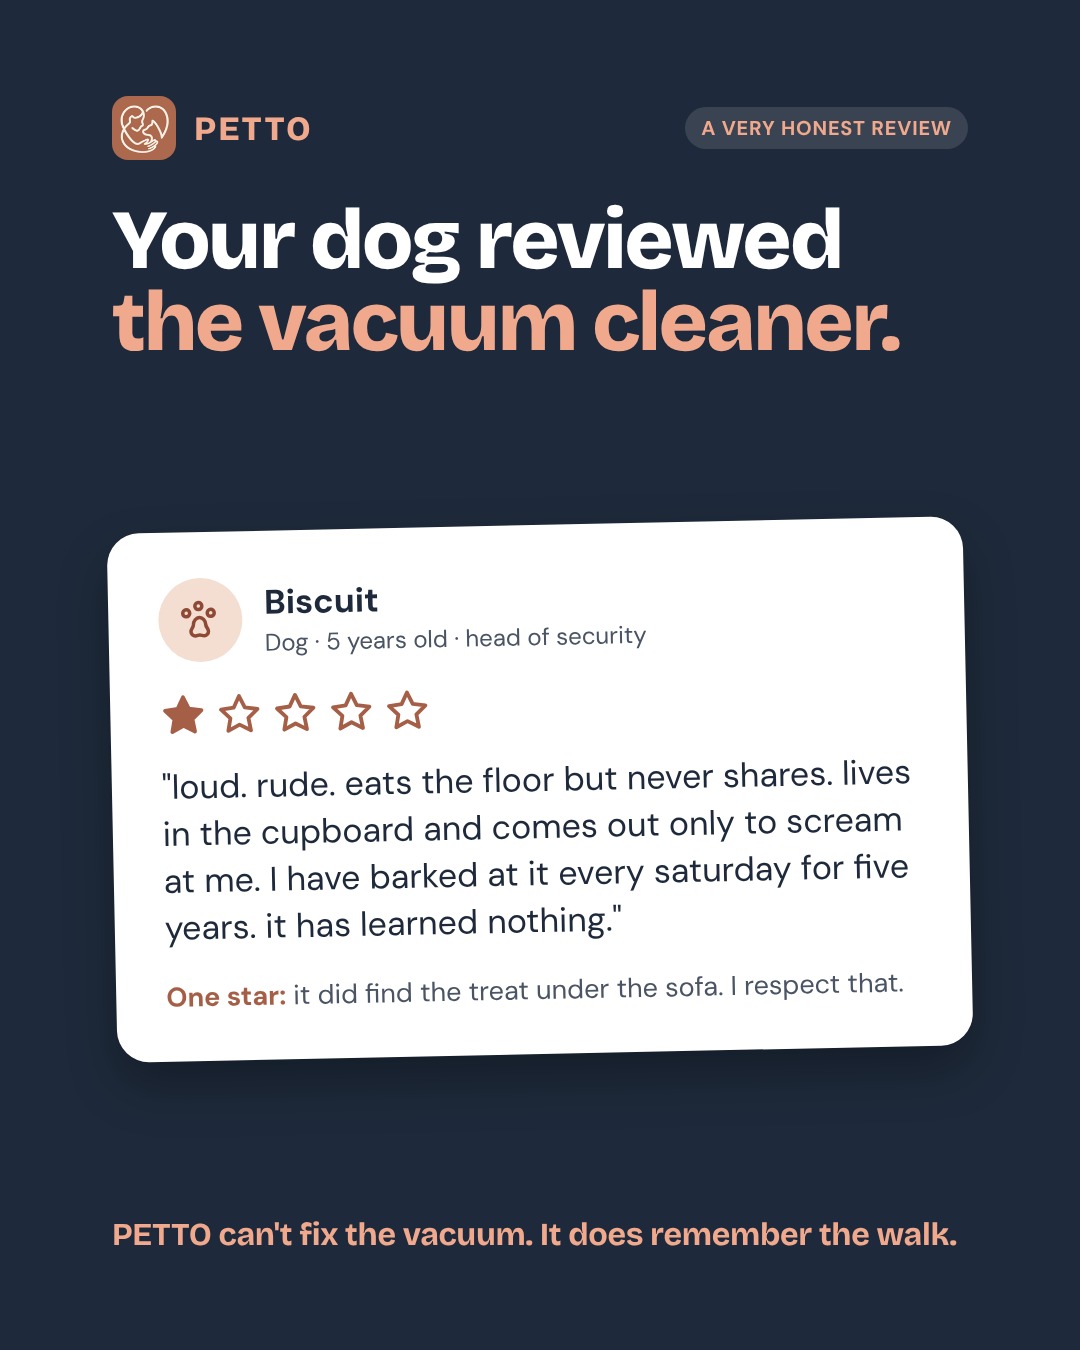 PETTO
A VERY HONEST REVIEW
Your dog reviewed
the vacuum cleaner.
Biscuit
Dog · 5 years old · head of security
"loud. rude. eats the floor but never shares. lives
in the cupboard and comes out only to scream
at me. I have barked at it every saturday for five
years. it has learned nothing."
One star: it did find the treat under the sofa. I respect that.
PETTO can't fix the vacuum. It does remember the walk.